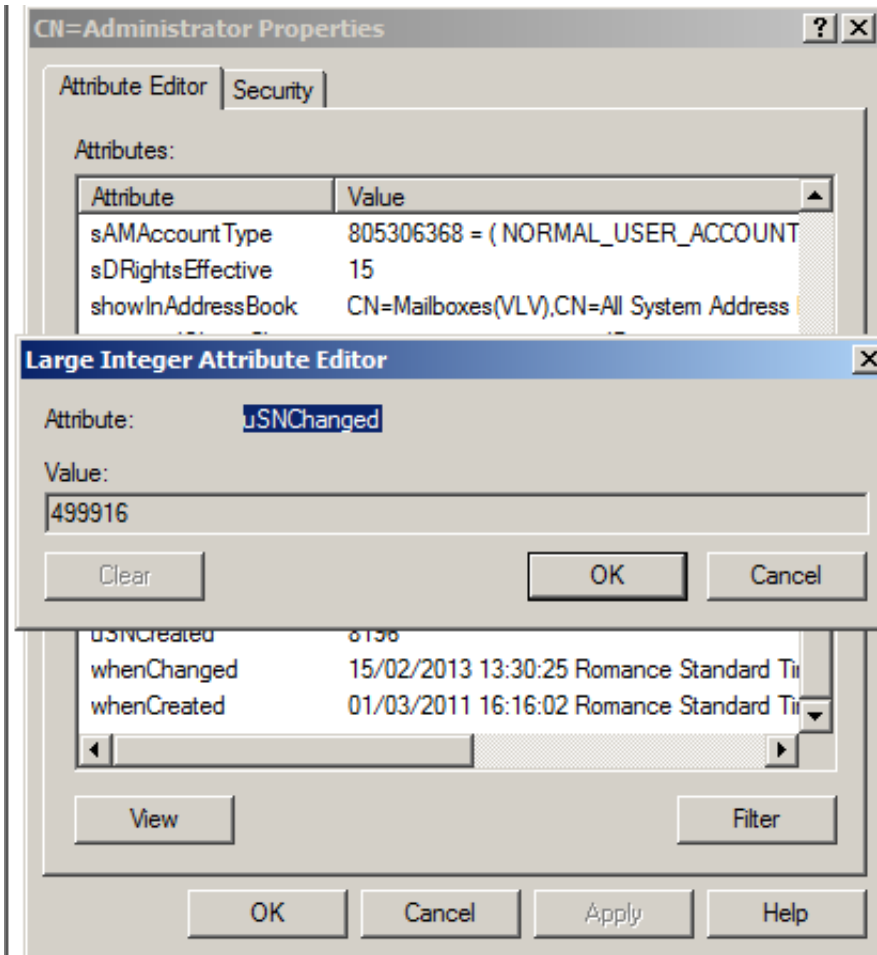 CN=Administrator Properties
Attribute Editor Security
Attributes:
Attribute Value
sAMAccountType 805306368 = ( NORMAL_USER_ACCOUNT
sDRightsEffective 15
showInAddressBook CN=Mailboxes(VLV),CN=All System Address
Large Integer Attribute Editor
Attribute: uSNChanged
Value:
499916
Clear OK Cancel
uSNCreated 8196
whenChanged 15/02/2013 13:30:25 Romance Standard Ti
whenCreated 01/03/2011 16:16:02 Romance Standard Ti
View Filter
OK Cancel Apply Help